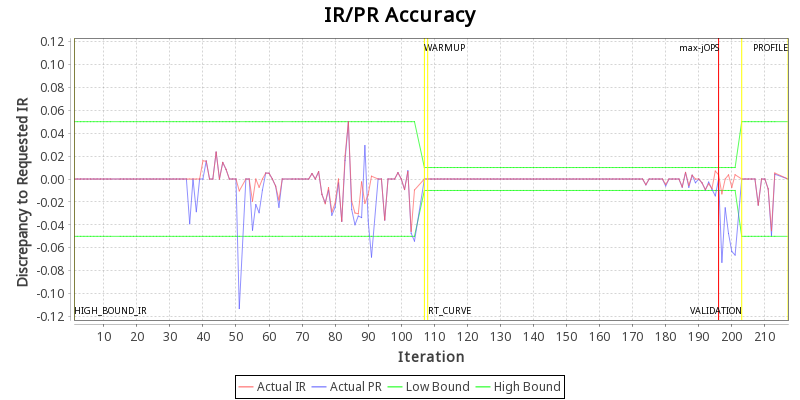 IR/PR Accuracy
Discrepancy to Requested IR
0.12
0.10
0.08
0.06
0.04
0.02
0.00
-0.02
-0.04
-0.06
-0.08
-0.10
-0.12
WARMUP
max-jOPS
PROFILE
HIGH_BOUND_IR
RT_CURVE
VALIDATION
10 20 30 40 50 60 70 80 90 100 110 120 130 140 150 160 170 180 190 200 210
Iteration
Actual IR Actual PR Low Bound High Bound